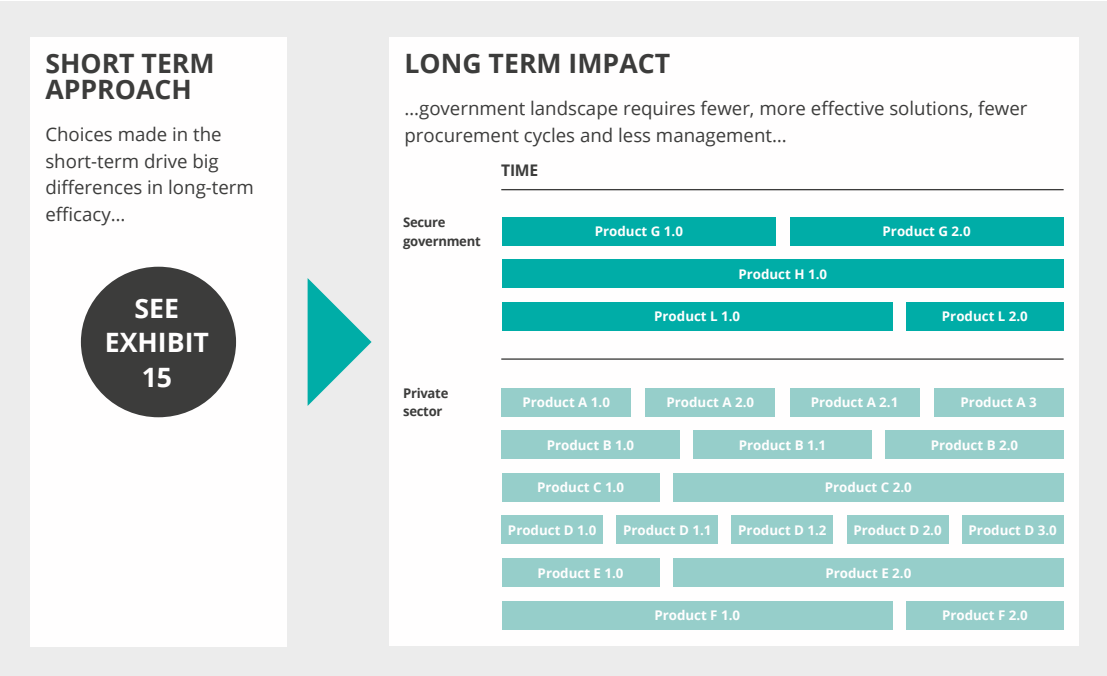 SHORT TERM
APPROACH
Choices made in the
short-term drive big
differences in long-term
efficacy...
SEE
EXHIBIT
15
LONG TERM IMPACT
...government landscape requires fewer, more effective solutions, fewer
procurement cycles and less management...
TIME
Secure
government
Product G 1.0 Product G 2.0
Product H 1.0
Product L 1.0 Product L 2.0
Private
sector
Product A 1.0 Product A 2.0 Product A 2.1 Product A 3
Product B 1.0 Product B 1.1 Product B 2.0
Product C 1.0 Product C 2.0
Product D 1.0 Product D 1.1 Product D 1.2 Product D 2.0 Product D 3.0
Product E 1.0 Product E 2.0
Product F 1.0 Product F 2.0